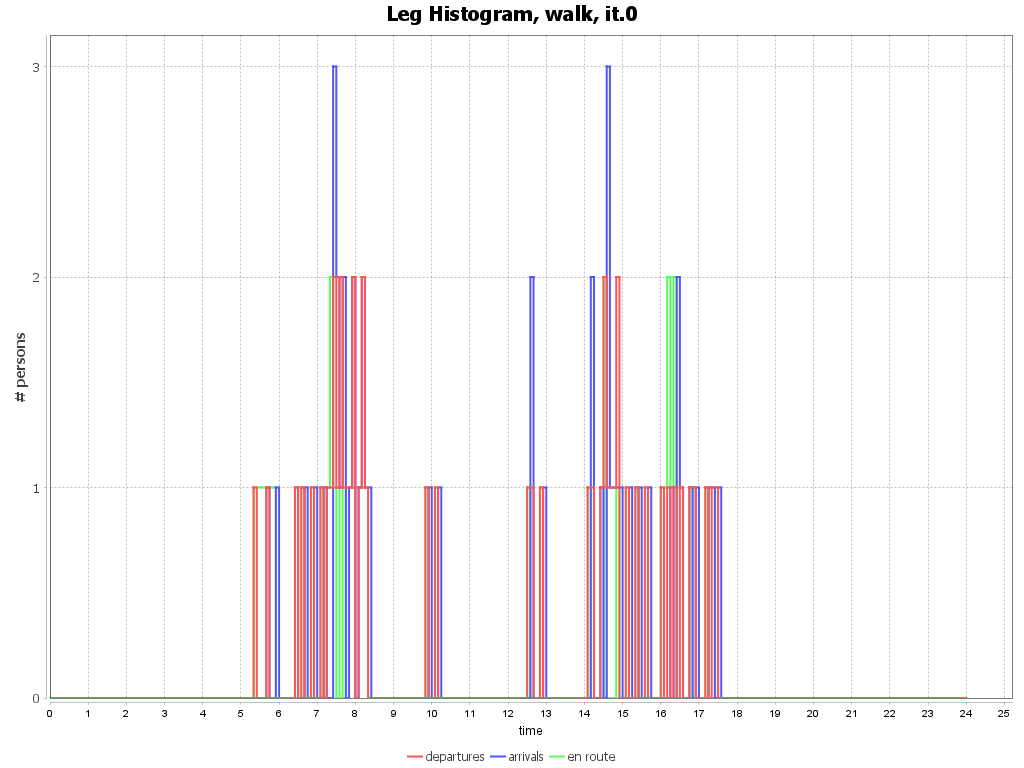 Leg Histogram, walk, it.0
# persons
3
2
1
0
0 1 2 3 4 5 6 7 8 9 10 11 12 13 14 15 16 17 18 19 20 21 22 23 24 25
time
departures arrivals en route